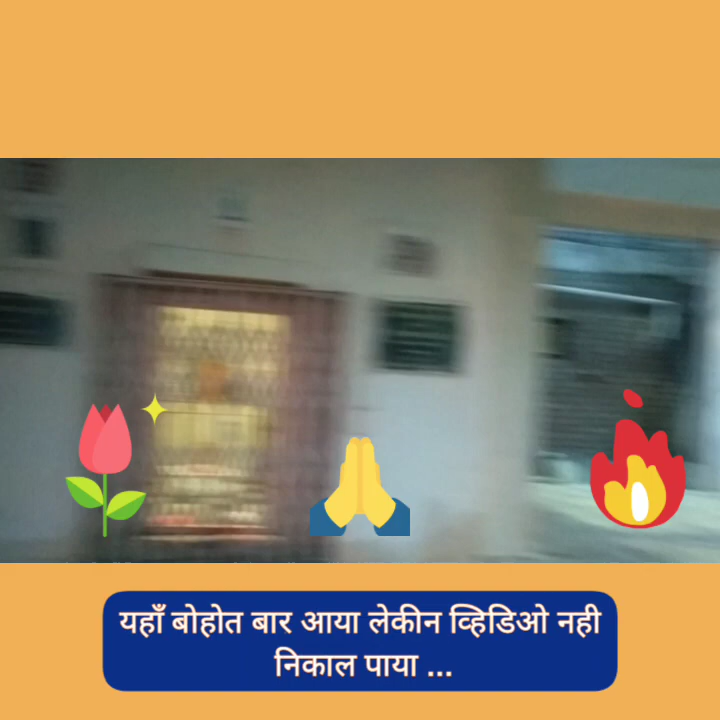 यहाँ बोहोत बार आया लेकीन व्हिडिओ नही
निकाल पाया ...